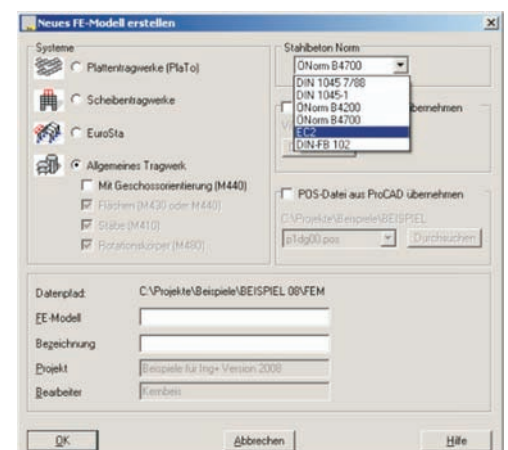 Neues FE-Modell erstellen
Systeme
Plattentragwerke (PlaTo)
Scheibentragwerke
EuroSta
Allgemeines Tragwerk
Mit Geschossorientierung (M440)
Flächen (M430 oder M440)
Stäbe (M410)
Rotationskörper (M480)
Stahlbeton Norm
ÖNorm B4700
DIN 1045 7/88
DIN 1045-1
ÖNorm B4200
ÖNorm B4700
EC2
DIN-FB 102
übernehmen
POS-Datei aus ProCAD übernehmen
C:\Projekte\Beispiele\BEISPIEL
p1dg00.pos
Durchsuchen
Datenpfad: C:\Projekte\Beispiele\BEISPIEL 08\FEM
FE-Modell
Bezeichnung
Projekt Beispiele für Ing+ Version 2008
Bearbeiter
OK Abbrechen Hilfe